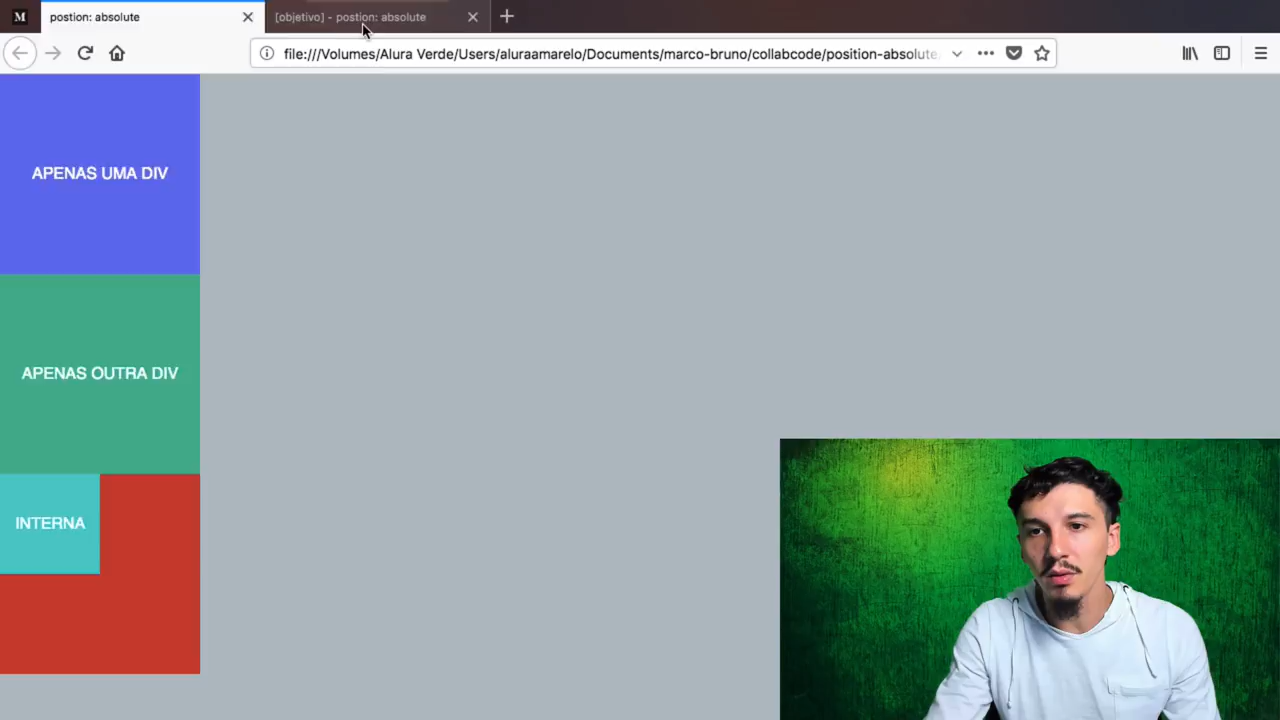 M
postion: absolute
[objetivo] - postion: absolute
file:///Volumes/Alura Verde/Users/aluraamarelo/Documents/marco-bruno/collabcode/position-absolute
APENAS UMA DIV
APENAS OUTRA DIV
INTERNA